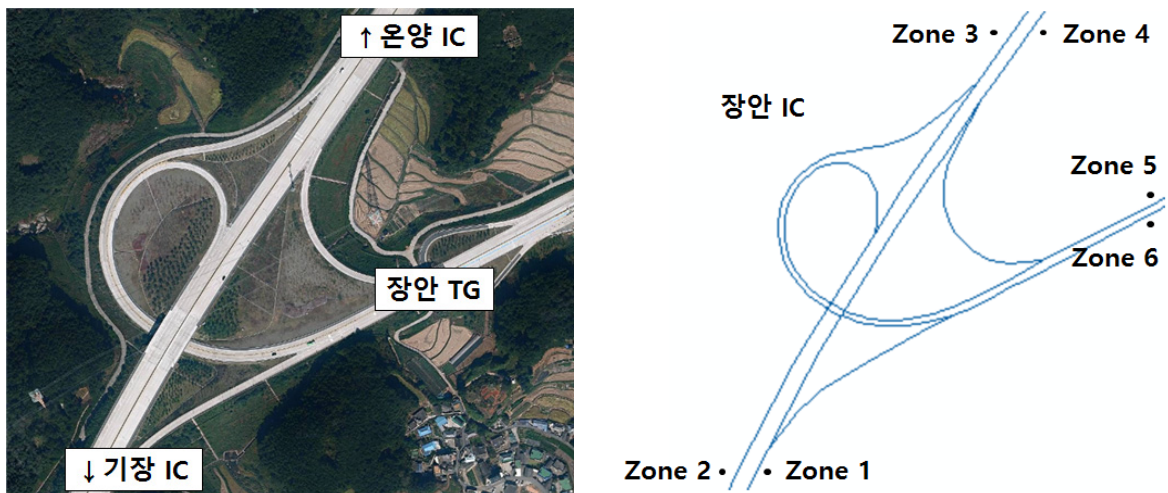 ↑ 온양 IC
장안 TG
↓ 기장 IC
Zone 3
Zone 4
장안 IC
Zone 5
Zone 6
Zone 2
Zone 1